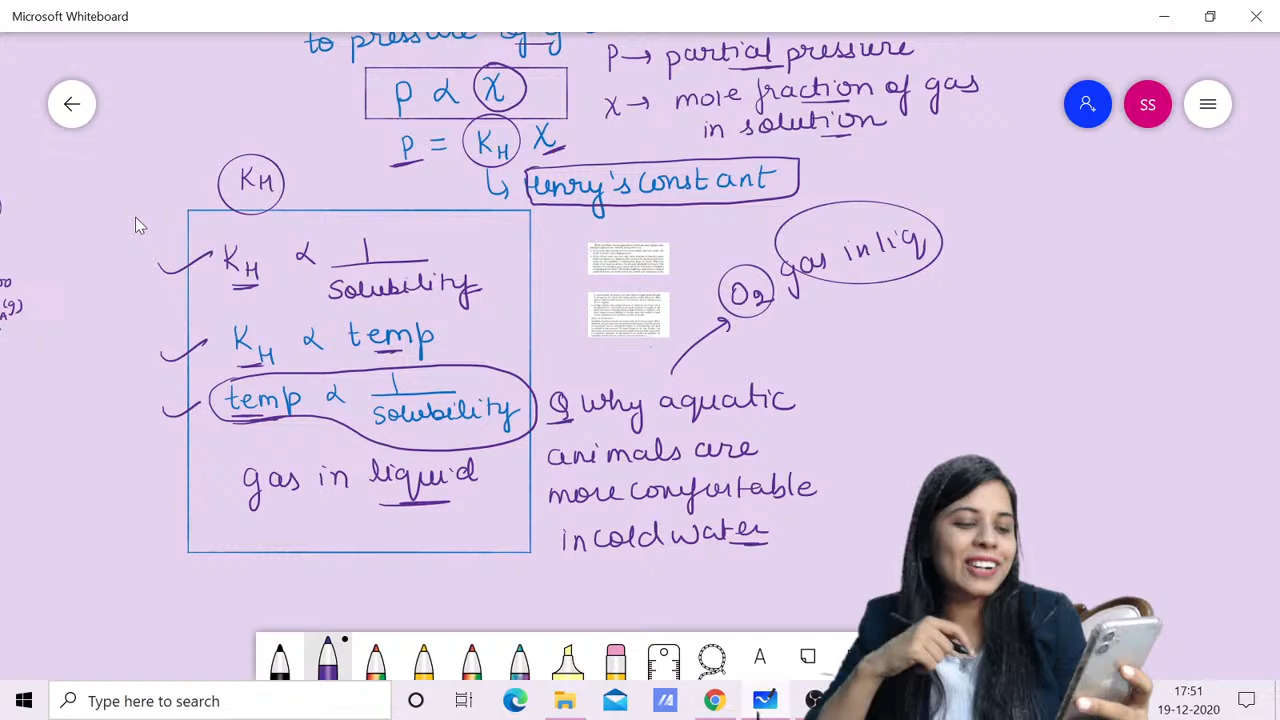 Microsoft Whiteboard
to pressure of g
p → partial pressure
p ∝ χ
χ → mole fraction of gas
in solution
p = KH χ
Henry's constant
SS
KH
KH ∝ 1/Solubility
KH ∝ temp
temp ∝ 1/Solubility
gas in liquid
O2 gas in liq
Q Why aquatic
animals are
more comfortable
in cold water
(g)
A
Type here to search
17:51
19-12-2020